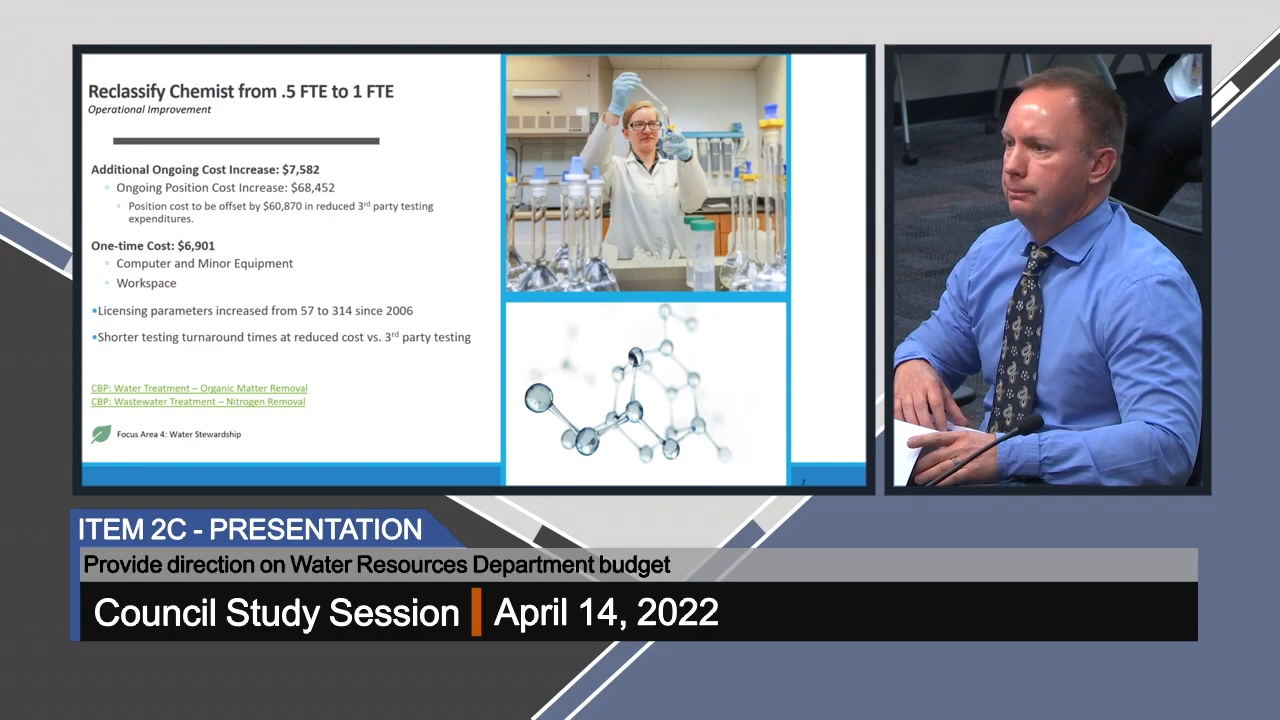 Reclassify Chemist from .5 FTE to 1 FTE
Operational Improvement
Additional Ongoing Cost Increase: $7,582
◦ Ongoing Position Cost Increase: $68,452
◦ Position cost to be offset by $60,870 in reduced 3rd party testing
expenditures.
One-time Cost: $6,901
◦ Computer and Minor Equipment
◦ Workspace
•Licensing parameters increased from 57 to 314 since 2006
•Shorter testing turnaround times at reduced cost vs. 3rd party testing
CBP: Water Treatment – Organic Matter Removal
CBP: Wastewater Treatment – Nitrogen Removal
Focus Area 4: Water Stewardship
7
ITEM 2C - PRESENTATION
Provide direction on Water Resources Department budget
Council Study Session
April 14, 2022